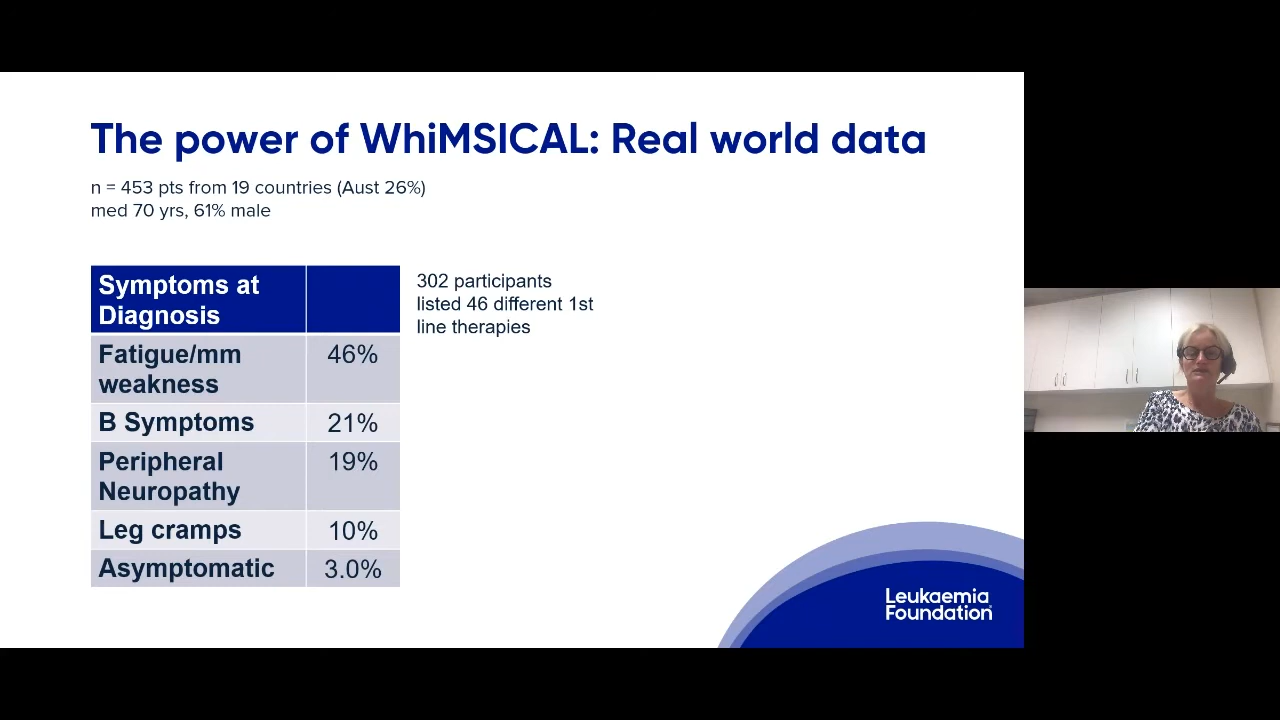 The power of WhiMSICAL: Real world data
n = 453 pts from 19 countries (Aust 26%)
med 70 yrs, 61% male
Symptoms at
Diagnosis
Fatigue/mm
weakness
46%
B Symptoms
21%
Peripheral
Neuropathy
19%
Leg cramps
10%
Asymptomatic
3.0%
302 participants
listed 46 different 1st
line therapies
Leukaemia
Foundation